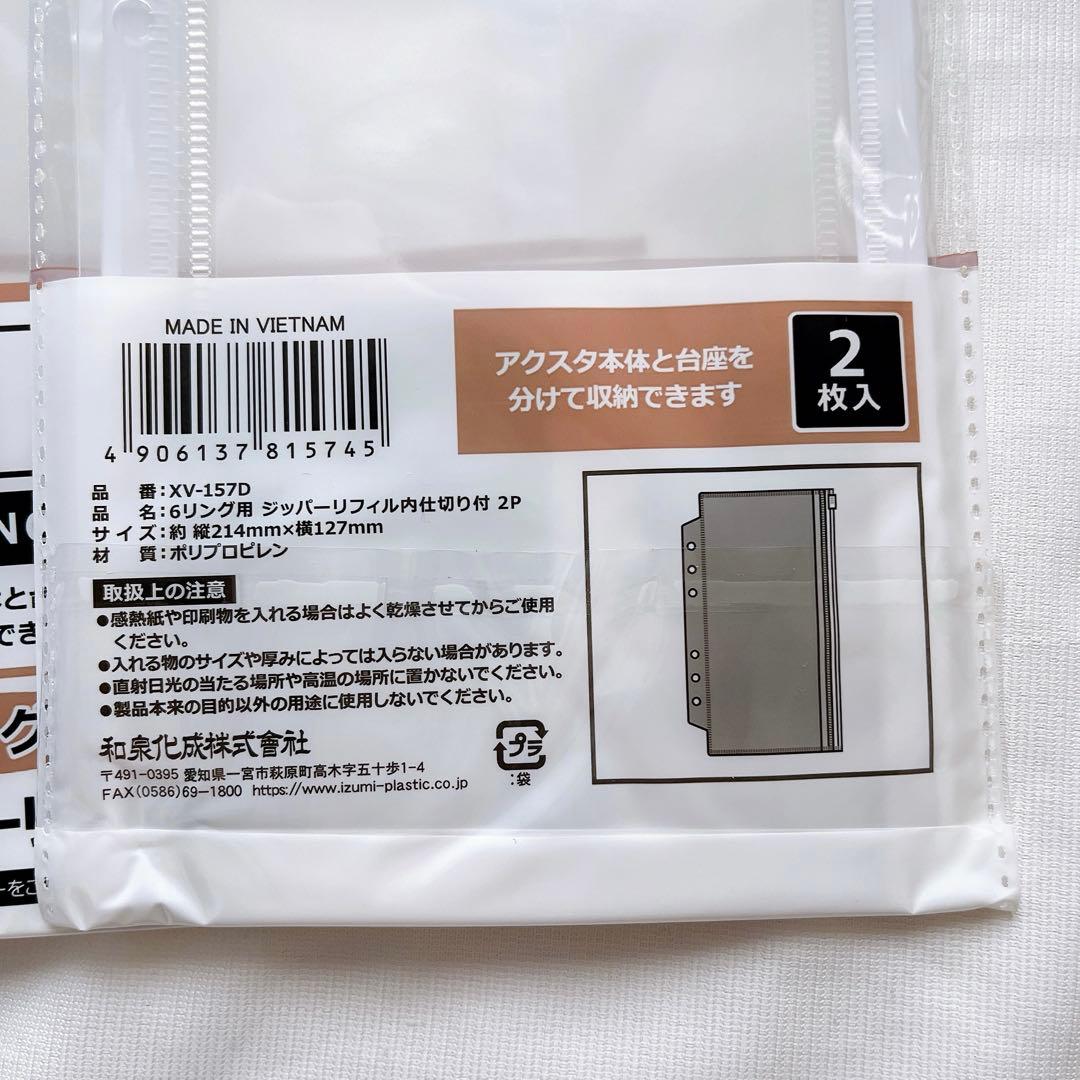 MADE IN VIETNAM
4 906137 815745
アクスタ本体と台座を
分けて収納できます
2
枚入
品 番:XV-157D
品 名:6リング用 ジッパーリフィル内仕切り付 2P
サイズ:約 縦214mm×横127mm
材 質:ポリプロピレン
取扱上の注意
●感熱紙や印刷物を入れる場合はよく乾燥させてからご使用
ください。
●入れる物のサイズや厚みによっては入らない場合があります。
●直射日光の当たる場所や高温の場所に置かないでください。
●製品本来の目的以外の用途に使用しないでください。
和泉化成株式會社
〒491-0395 愛知県一宮市萩原町高木字五十歩1-4
FAX(0586)69-1800 https://www.izumi-plastic.co.jp
プラ
:袋
でき
ク
ーをご